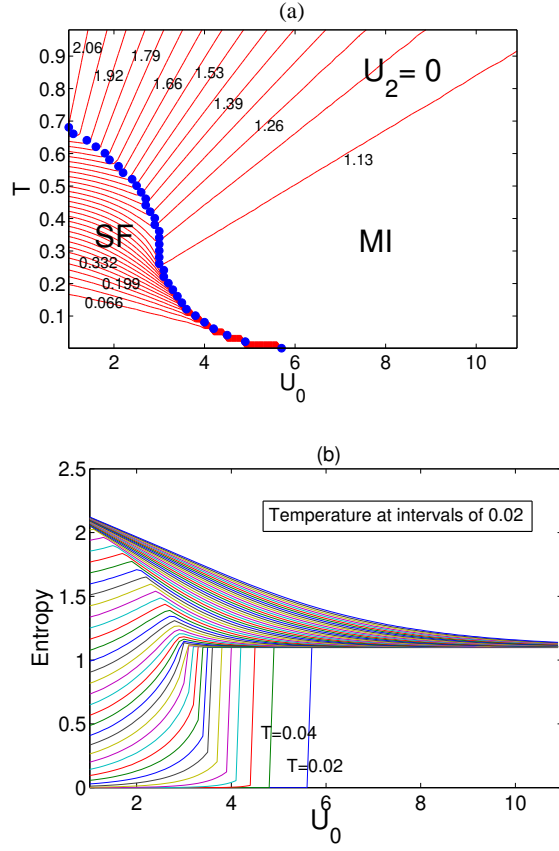 (a)
0.9
0.8
0.7
0.6
0.5
0.4
0.3
0.2
0.1
T
2.06
1.92
1.79
1.66
1.53
1.39
1.26
1.13
U2 = 0
SF
MI
0.332
0.199
0.066
2 4 6 8 10
U0
(b)
2.5
2
1.5
1
0.5
0
Entropy
Temperature at intervals of 0.02
T=0.04
T=0.02
2 4 6 8 10
U0